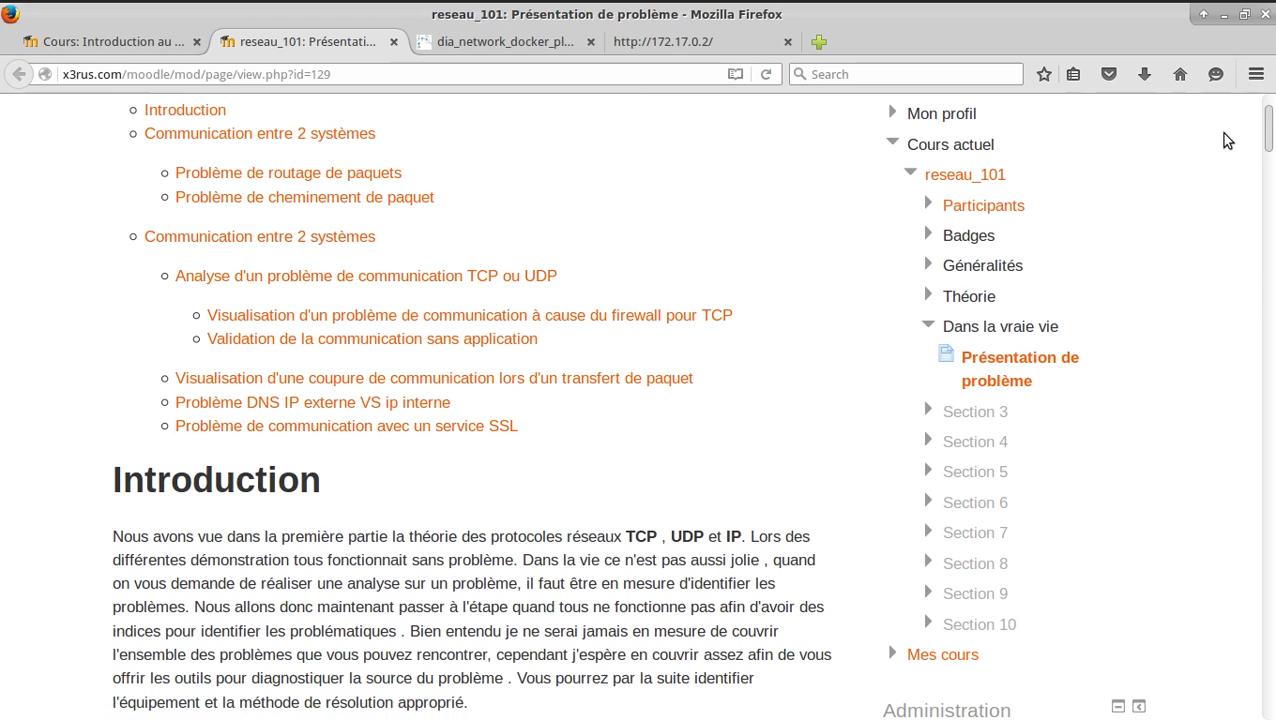 reseau_101: Présentation de problème - Mozilla Firefox
Cours: Introduction au ...
reseau_101: Présentati...
dia_network_docker_pl...
http://172.17.0.2/
x3rus.com/moodle/mod/page/view.php?id=129
Search
Introduction
Communication entre 2 systèmes
Problème de routage de paquets
Problème de cheminement de paquet
Communication entre 2 systèmes
Analyse d'un problème de communication TCP ou UDP
Visualisation d'un problème de communication à cause du firewall pour TCP
Validation de la communication sans application
Visualisation d'une coupure de communication lors d'un transfert de paquet
Problème DNS IP externe VS ip interne
Problème de communication avec un service SSL
Introduction
Nous avons vue dans la première partie la théorie des protocoles réseaux TCP , UDP et IP. Lors des
différentes démonstration tous fonctionnait sans problème. Dans la vie ce n'est pas aussi jolie , quand
on vous demande de réaliser une analyse sur un problème, il faut être en mesure d'identifier les
problèmes. Nous allons donc maintenant passer à l'étape quand tous ne fonctionne pas afin d'avoir des
indices pour identifier les problématiques . Bien entendu je ne serai jamais en mesure de couvrir
l'ensemble des problèmes que vous pouvez rencontrer, cependant j'espère en couvrir assez afin de vous
offrir les outils pour diagnostiquer la source du problème . Vous pourrez par la suite identifier
l'équipement et la méthode de résolution approprié.
Mon profil
Cours actuel
reseau_101
Participants
Badges
Généralités
Théorie
Dans la vraie vie
Présentation de
problème
Section 3
Section 4
Section 5
Section 6
Section 7
Section 8
Section 9
Section 10
Mes cours
Administration